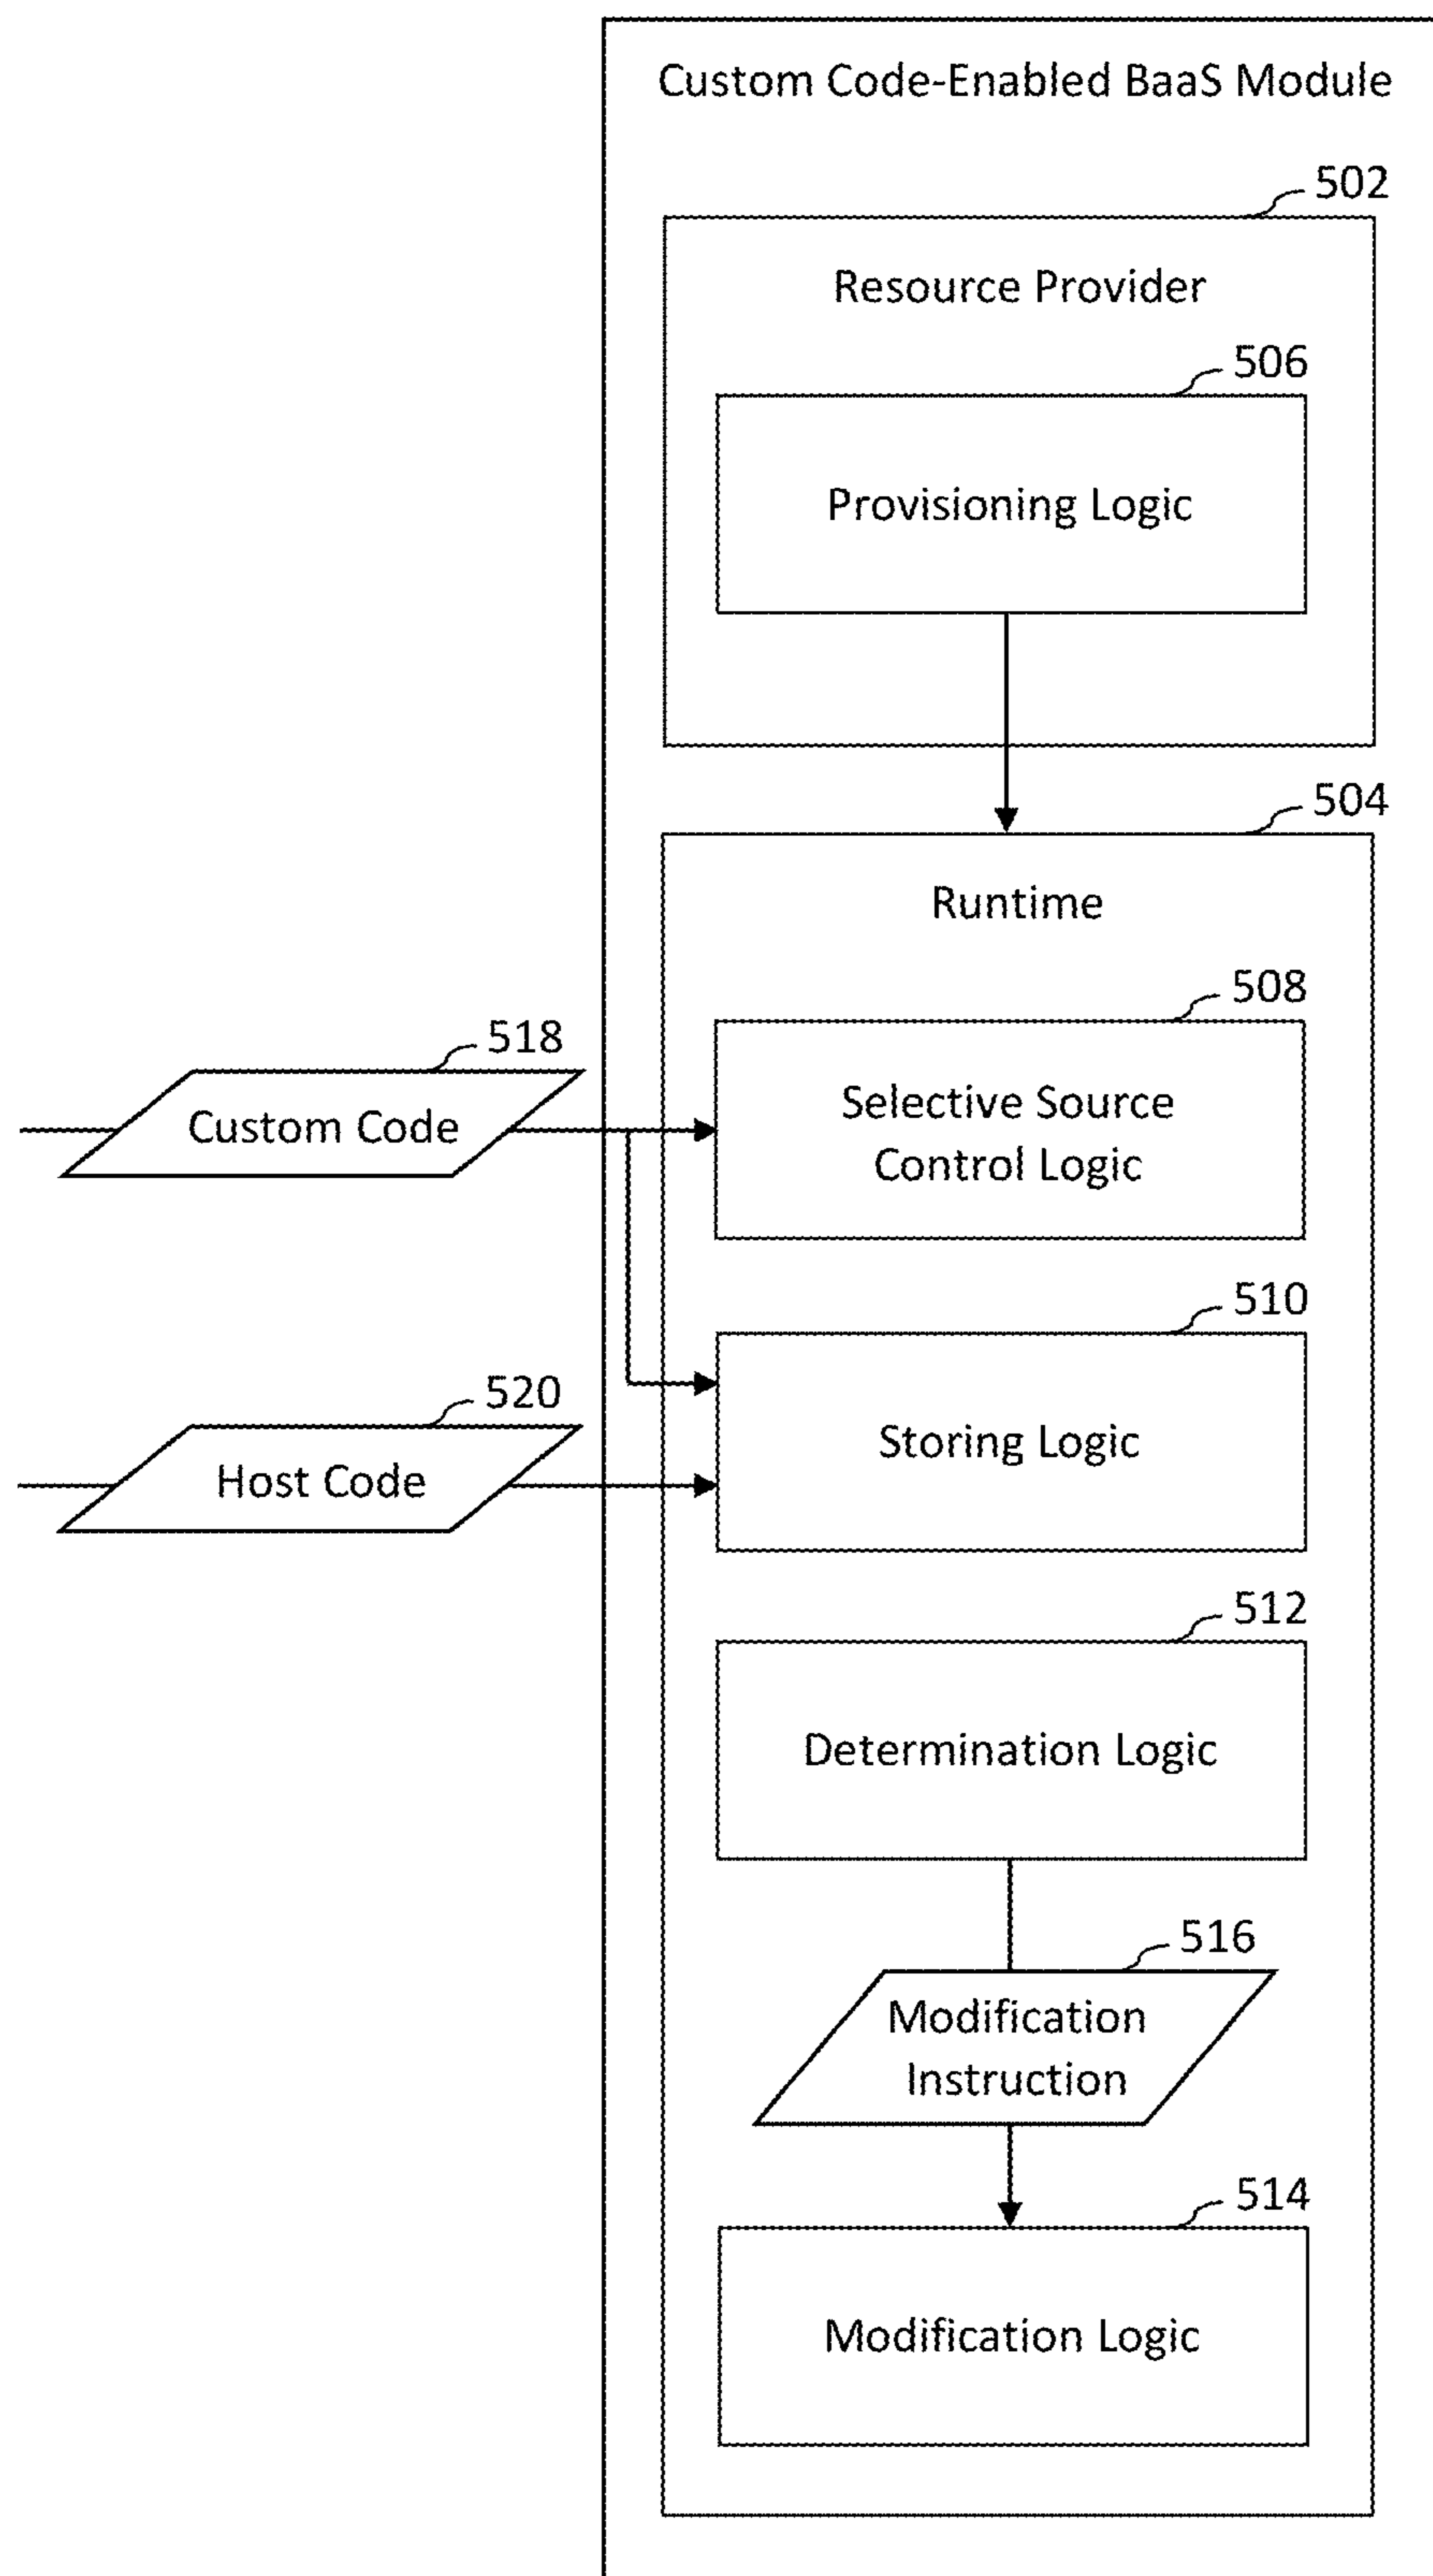 Custom Code-Enabled BaaS Module
502
Resource Provider
506
Provisioning Logic
504
Runtime
508
Selective Source
Control Logic
518
Custom Code
510
Storing Logic
520
Host Code
512
Determination Logic
516
Modification
Instruction
514
Modification Logic